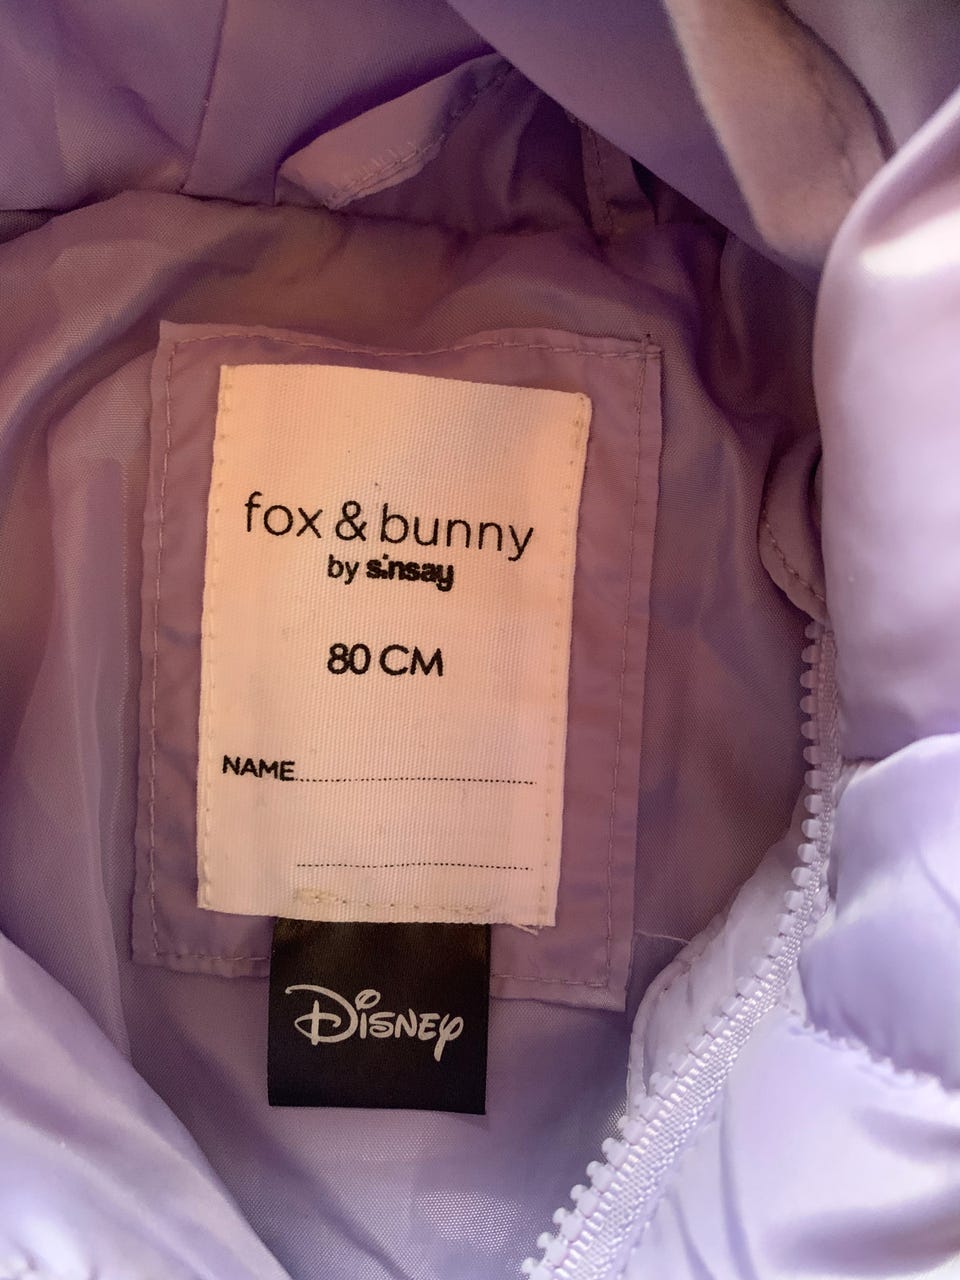 fox & bunny
by sinsay
80 CM
NAME
Disney